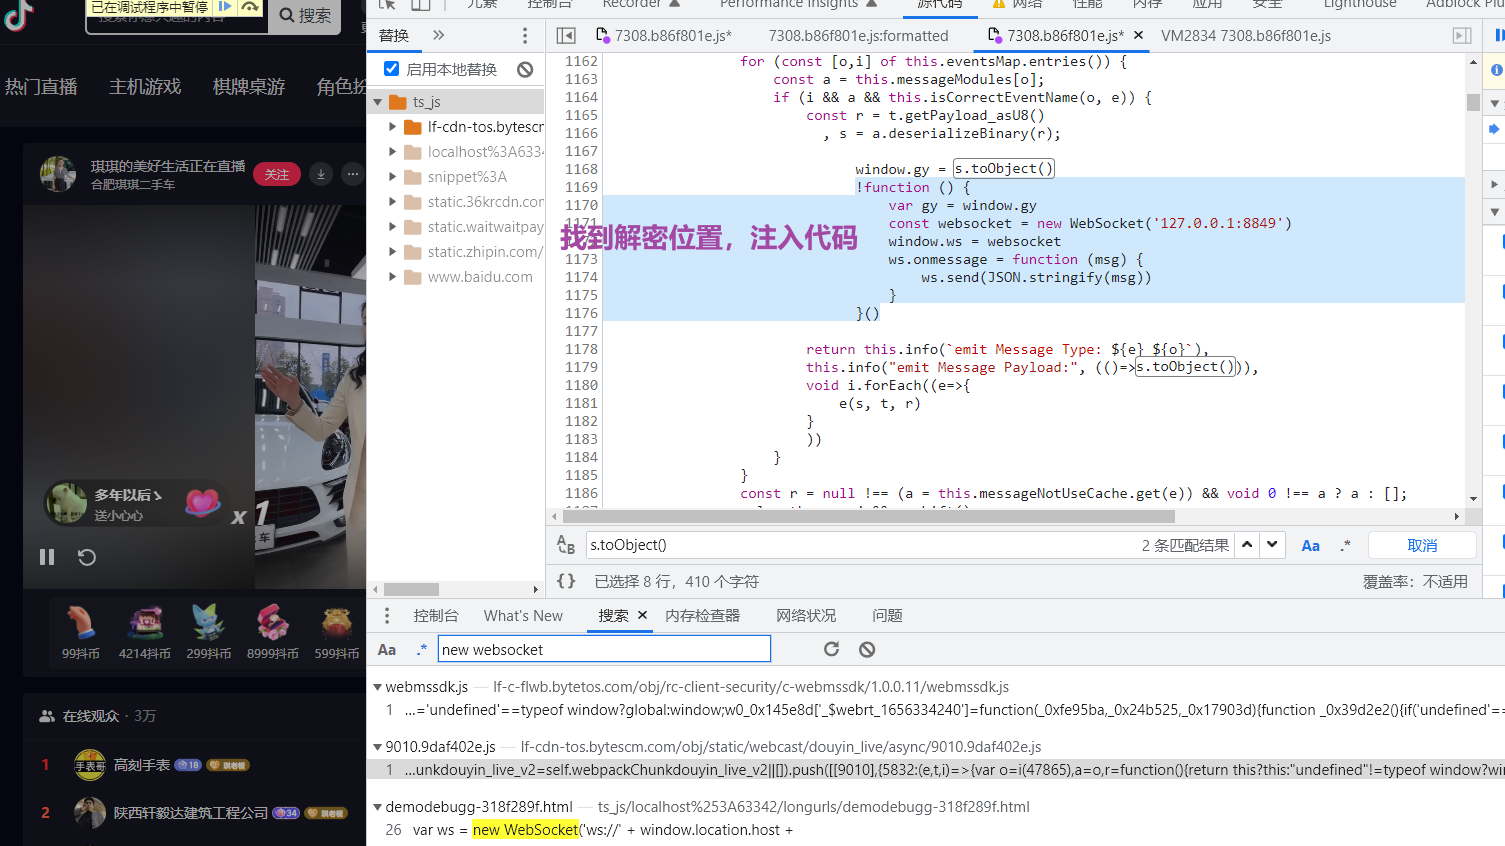 已在调试程序中暂停
搜索
元素
控制台
Recorder
Performance insights
源代码
网络
性能
内存
应用
安全
Lighthouse
Adblock Plu
替换
7308.b86f801e.js*
7308.b86f801e.js:formatted
7308.b86f801e.js*
VM2834 7308.b86f801e.js
热门直播
主机游戏
棋牌桌游
角色扮
启用本地替换
ts_js
lf-cdn-tos.bytescm
localhost%3A6334
snippet%3A
static.36krcdn.com
static.waitwaitpay
static.zhipin.com/
www.baidu.com
琪琪的美好生活正在直播
合肥琪琪二手车
关注
1162 for (const [o,i] of this.eventsMap.entries()) {
1163 const a = this.messageModules[o];
1164 if (i && a && this.isCorrectEventName(o, e)) {
1165 const r = t.getPayload_asU8()
1166 , s = a.deserializeBinary(r);
1167
1168 window.gy = s.toObject()
1169 !function () {
1170 var gy = window.gy
1171 const websocket = new WebSocket('127.0.0.1:8849')
1172 window.ws = websocket
1173 ws.onmessage = function (msg) {
1174 ws.send(JSON.stringify(msg))
1175 }
1176 }()
1177
1178 return this.info(`emit Message Type: ${e} ${o}`),
1179 this.info("emit Message Payload:", (()=>s.toObject())),
1180 void i.forEach((e=>{
1181 e(s, t, r)
1182 }
1183 ))
1184 }
1185 }
1186 const r = null !== (a = this.messageNotUseCache.get(e)) && void 0 !== a ? a : [];
找到解密位置，注入代码
多年以后
送小心心
x
1
车
s.toObject()
2 条匹配结果
Aa
.*
取消
{} 已选择 8 行，410 个字符
覆盖率：不适用
控制台
What's New
搜索
内存检查器
网络状况
问题
Aa
.*
new websocket
99抖币
4214抖币
299抖币
8999抖币
599抖币
在线观众 · 3万
1 高刻手表 18
手表哥
2 陕西轩毅达建筑工程公司 34
webmssdk.js — lf-c-flwb.bytetos.com/obj/rc-client-security/c-webmssdk/1.0.0.11/webmssdk.js
1 …='undefined'==typeof window?global:window;w0_0x145e8d['_$webrt_1656334240']=function(_0xfe95ba,_0x24b525,_0x17903d){function _0x39d2e2(){if('undefined'==
9010.9daf402e.js — lf-cdn-tos.bytescm.com/obj/static/webcast/douyin_live/async/9010.9daf402e.js
1 …unkdouyin_live_v2=self.webpackChunkdouyin_live_v2||[]).push([[9010],{5832:(e,t,i)=>{var o=i(47865),a=o,r=function(){return this?this:"undefined"!=typeof window?wi
demodebugg-318f289f.html — ts_js/localhost%253A63342/longurls/demodebugg-318f289f.html
26 var ws = new WebSocket('ws://' + window.location.host +